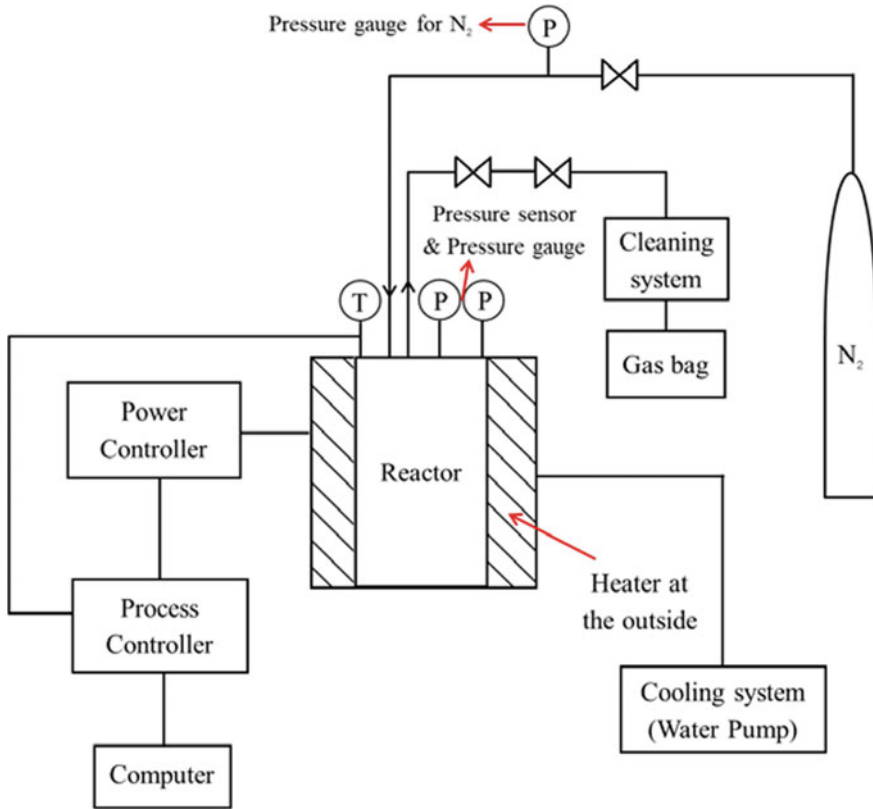 Pressure gauge for N₂
P
Pressure sensor
& Pressure gauge
Cleaning
system
T
P
P
Gas bag
N₂
Power
Controller
Reactor
Heater at
the outside
Process
Controller
Cooling system
(Water Pump)
Computer